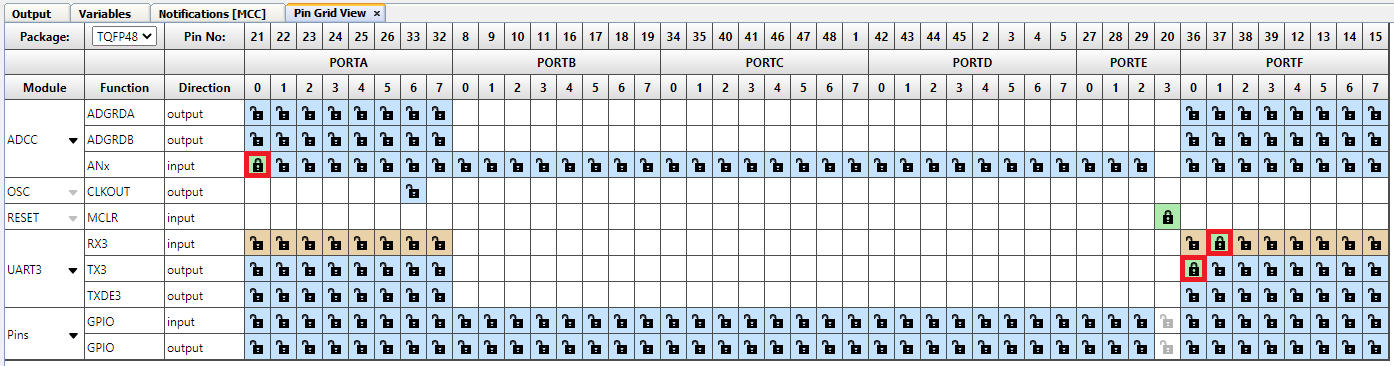 Output Variables Notifications [MCC] Pin Grid View ×
Package: TQFP48 Pin No: 21 22 23 24 25 26 33 32 8 9 10 11 16 17 18 19 34 35 40 41 46 47 48 1 42 43 44 45 2 3 4 5 27 28 29 20 36 37 38 39 12 13 14 15
PORTA PORTB PORTC PORTD PORTE PORTF
Module Function Direction 0 1 2 3 4 5 6 7 0 1 2 3 4 5 6 7 0 1 2 3 4 5 6 7 0 1 2 3 4 5 6 7 0 1 2 3 0 1 2 3 4 5 6 7
ADGRDA output
ADCC ADGRDB output
ANx input
OSC CLKOUT output
RESET MCLR input
RX3 input
UART3 TX3 output
TXDE3 output
Pins GPIO input
GPIO output